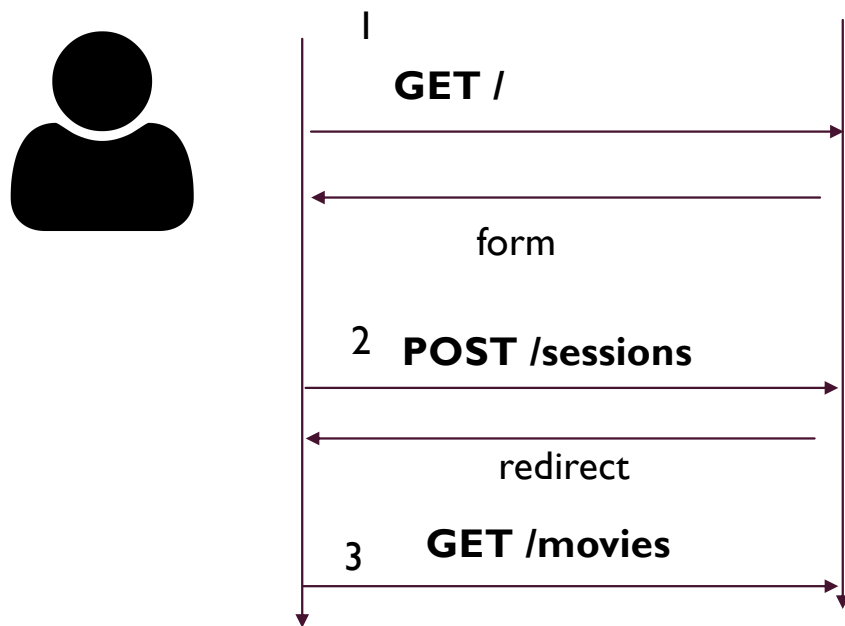 1
GET /
form
2
POST /sessions
redirect
3
GET /movies